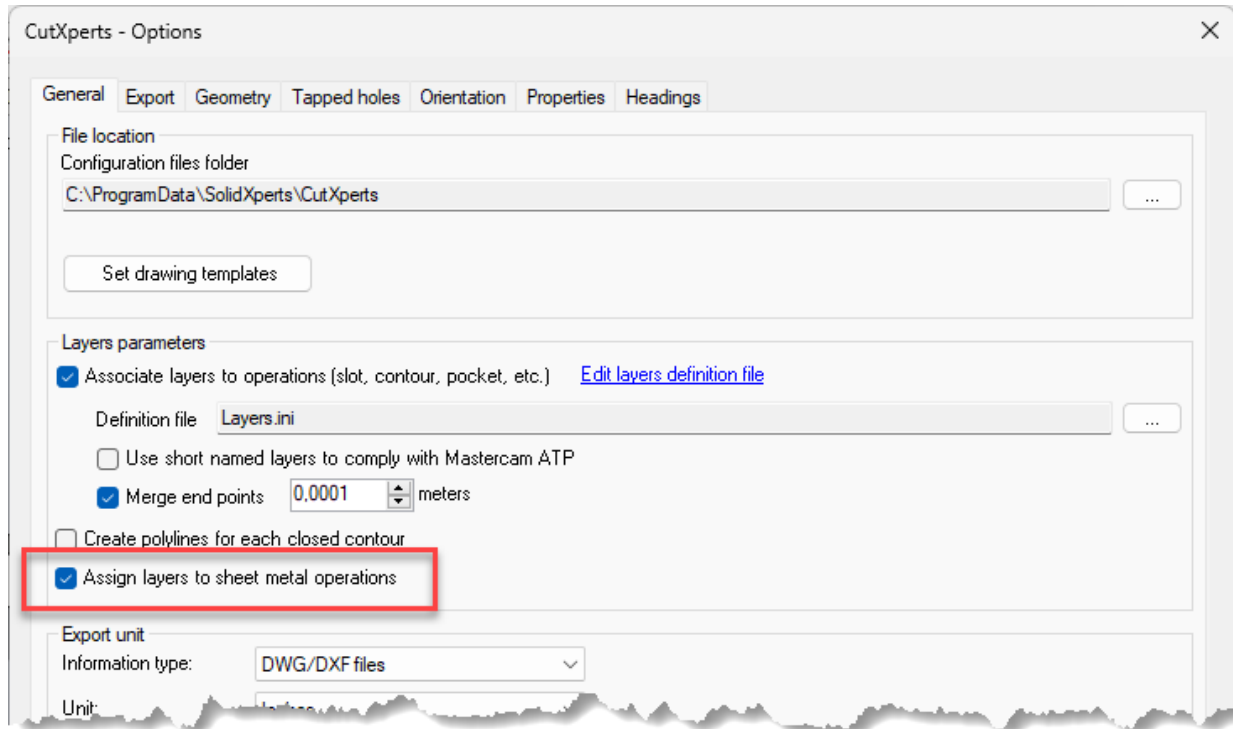 CutXperts - Options
General Export Geometry Tapped holes Orientation Properties Headings
File location
Configuration files folder
C:\ProgramData\SolidXperts\CutXperts ...
Set drawing templates
Layers parameters
Associate layers to operations (slot, contour, pocket, etc.) Edit layers definition file
Definition file Layers.ini ...
Use short named layers to comply with Mastercam ATP
Merge end points 0,0001 meters
Create polylines for each closed contour
Assign layers to sheet metal operations
Export unit
Information type: DWG/DXF files
Unit: